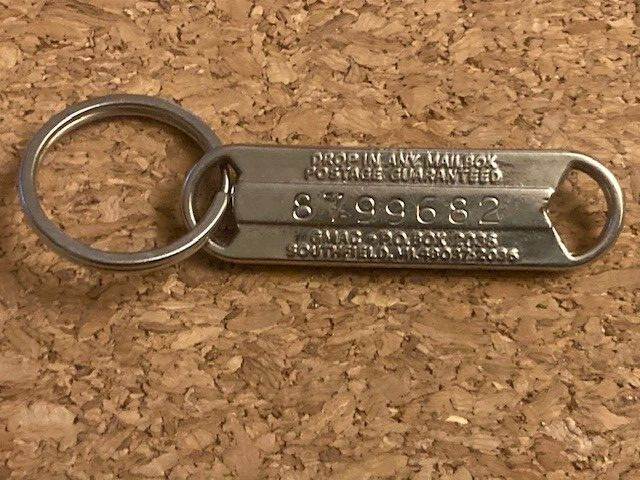 DROP IN ANY MAILBOX
POSTAGE GUARANTEED
8799682
GMAC - P.O. BOX 2036
SOUTHFIELD, MI 48037-2036